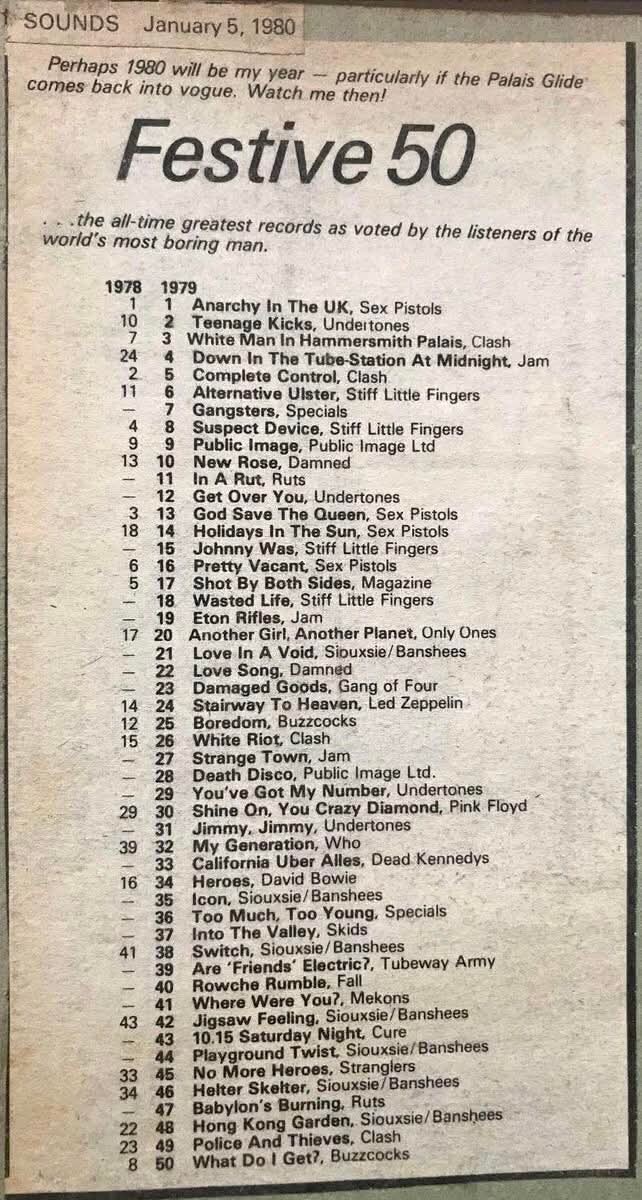 SOUNDS January 5, 1980
Perhaps 1980 will be my year — particularly if the Palais Glide
comes back into vogue. Watch me then!
Festive 50
. . .the all-time greatest records as voted by the listeners of the
world's most boring man.
1978 1979
1 1 Anarchy In The UK, Sex Pistols
10 2 Teenage Kicks, Undertones
7 3 White Man In Hammersmith Palais, Clash
24 4 Down In The Tube-Station At Midnight, Jam
2 5 Complete Control, Clash
11 6 Alternative Ulster, Stiff Little Fingers
— 7 Gangsters, Specials
4 8 Suspect Device, Stiff Little Fingers
9 9 Public Image, Public Image Ltd
13 10 New Rose, Damned
— 11 In A Rut, Ruts
— 12 Get Over You, Undertones
3 13 God Save The Queen, Sex Pistols
18 14 Holidays In The Sun, Sex Pistols
— 15 Johnny Was, Stiff Little Fingers
6 16 Pretty Vacant, Sex Pistols
5 17 Shot By Both Sides, Magazine
— 18 Wasted Life, Stiff Little Fingers
— 19 Eton Rifles, Jam
17 20 Another Girl, Another Planet, Only Ones
— 21 Love In A Void, Siouxsie/Banshees
— 22 Love Song, Damned
— 23 Damaged Goods, Gang of Four
14 24 Stairway To Heaven, Led Zeppelin
12 25 Boredom, Buzzcocks
15 26 White Riot, Clash
— 27 Strange Town, Jam
— 28 Death Disco, Public Image Ltd.
— 29 You've Got My Number, Undertones
29 30 Shine On, You Crazy Diamond, Pink Floyd
— 31 Jimmy, Jimmy, Undertones
39 32 My Generation, Who
— 33 California Uber Alles, Dead Kennedys
16 34 Heroes, David Bowie
— 35 Icon, Siouxsie/Banshees
— 36 Too Much, Too Young, Specials
— 37 Into The Valley, Skids
41 38 Switch, Siouxsie/Banshees
— 39 Are 'Friends' Electric?, Tubeway Army
— 40 Rowche Rumble, Fall
— 41 Where Were You?, Mekons
43 42 Jigsaw Feeling, Siouxsie/Banshees
— 43 10.15 Saturday Night, Cure
— 44 Playground Twist, Siouxsie/Banshees
33 45 No More Heroes, Stranglers
34 46 Helter Skelter, Siouxsie/Banshees
— 47 Babylon's Burning, Ruts
22 48 Hong Kong Garden, Siouxsie/Banshees
23 49 Police And Thieves, Clash
8 50 What Do I Get?, Buzzcocks